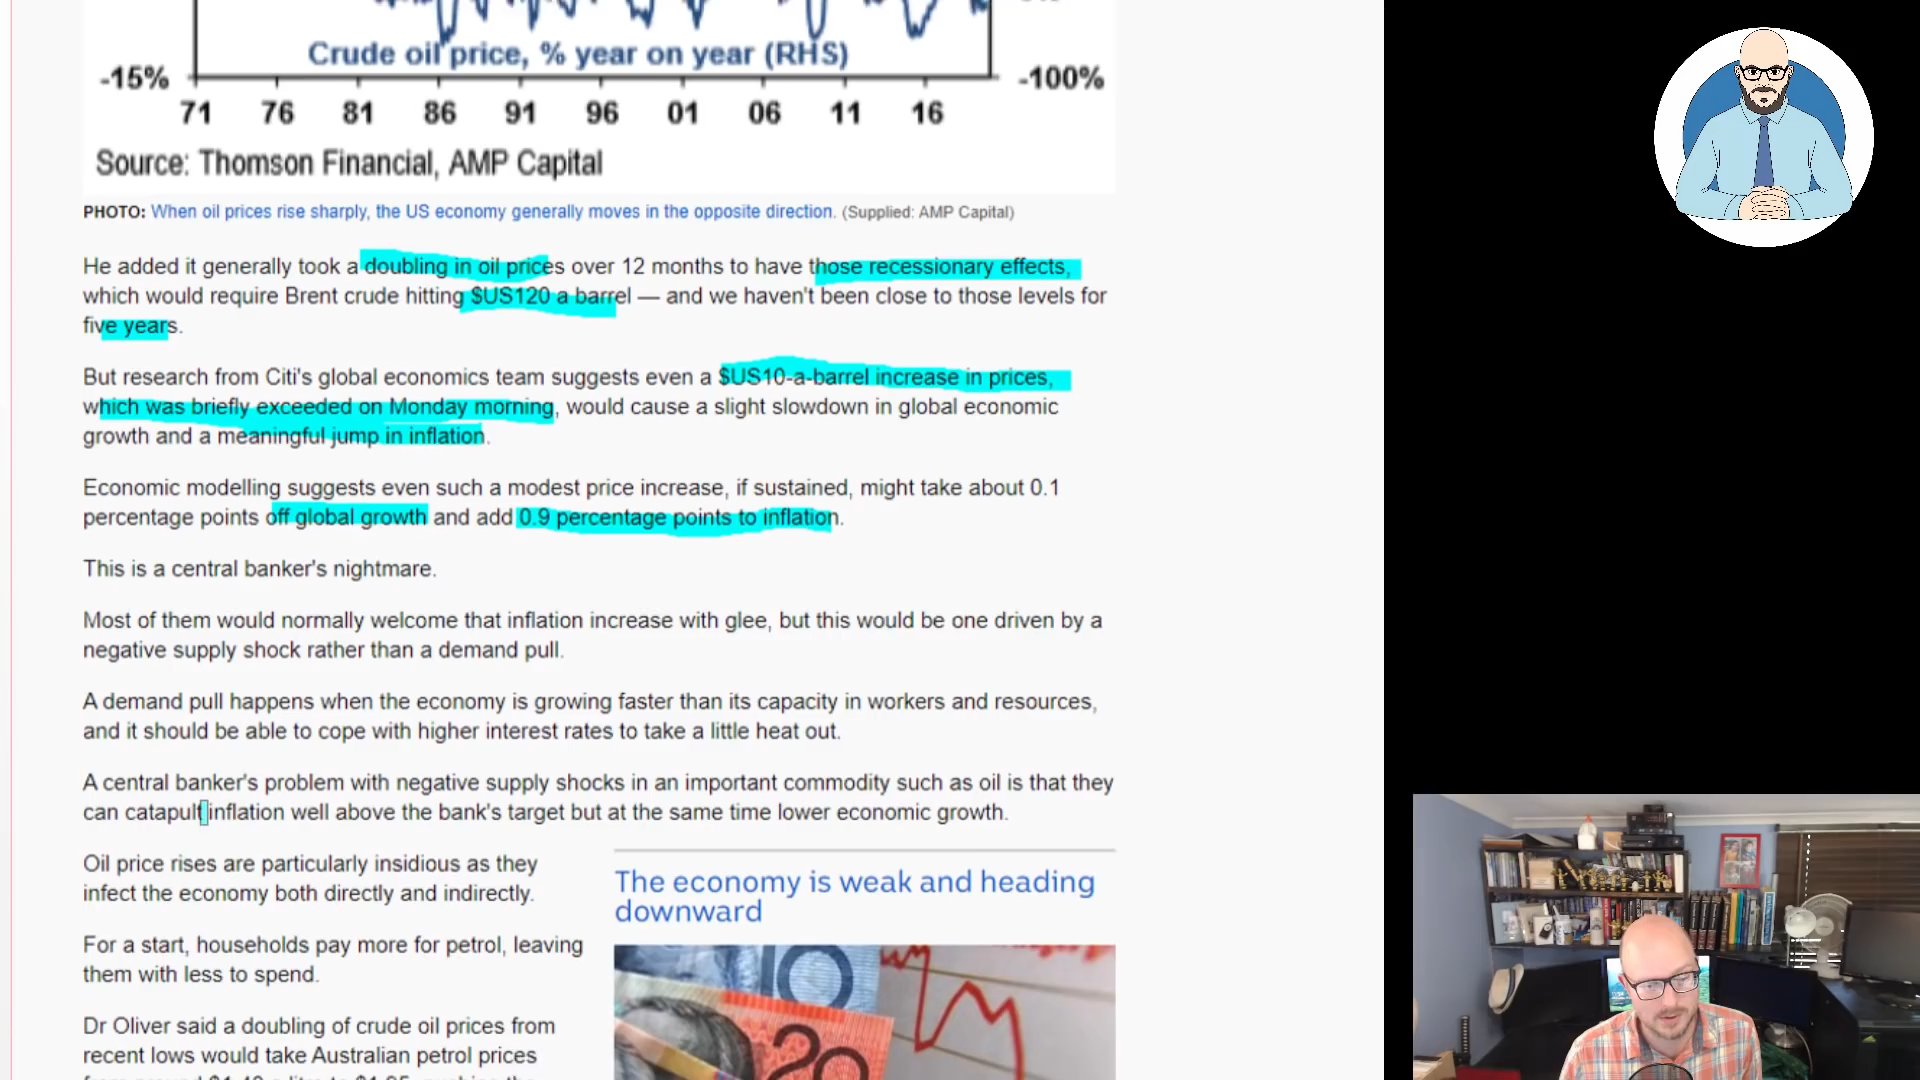 Crude oil price, % year on year (RHS)
-15%
-100%
71 76 81 86 91 96 01 06 11 16
Source: Thomson Financial, AMP Capital
PHOTO: When oil prices rise sharply, the US economy generally moves in the opposite direction. (Supplied: AMP Capital)
He added it generally took a doubling in oil prices over 12 months to have those recessionary effects,
which would require Brent crude hitting $US120 a barrel — and we haven't been close to those levels for
five years.
But research from Citi's global economics team suggests even a $US10-a-barrel increase in prices,
which was briefly exceeded on Monday morning, would cause a slight slowdown in global economic
growth and a meaningful jump in inflation.
Economic modelling suggests even such a modest price increase, if sustained, might take about 0.1
percentage points off global growth and add 0.9 percentage points to inflation.
This is a central banker's nightmare.
Most of them would normally welcome that inflation increase with glee, but this would be one driven by a
negative supply shock rather than a demand pull.
A demand pull happens when the economy is growing faster than its capacity in workers and resources,
and it should be able to cope with higher interest rates to take a little heat out.
A central banker's problem with negative supply shocks in an important commodity such as oil is that they
can catapult inflation well above the bank's target but at the same time lower economic growth.
Oil price rises are particularly insidious as they
infect the economy both directly and indirectly.
For a start, households pay more for petrol, leaving
them with less to spend.
Dr Oliver said a doubling of crude oil prices from
recent lows would take Australian petrol prices
The economy is weak and heading
downward
10
20